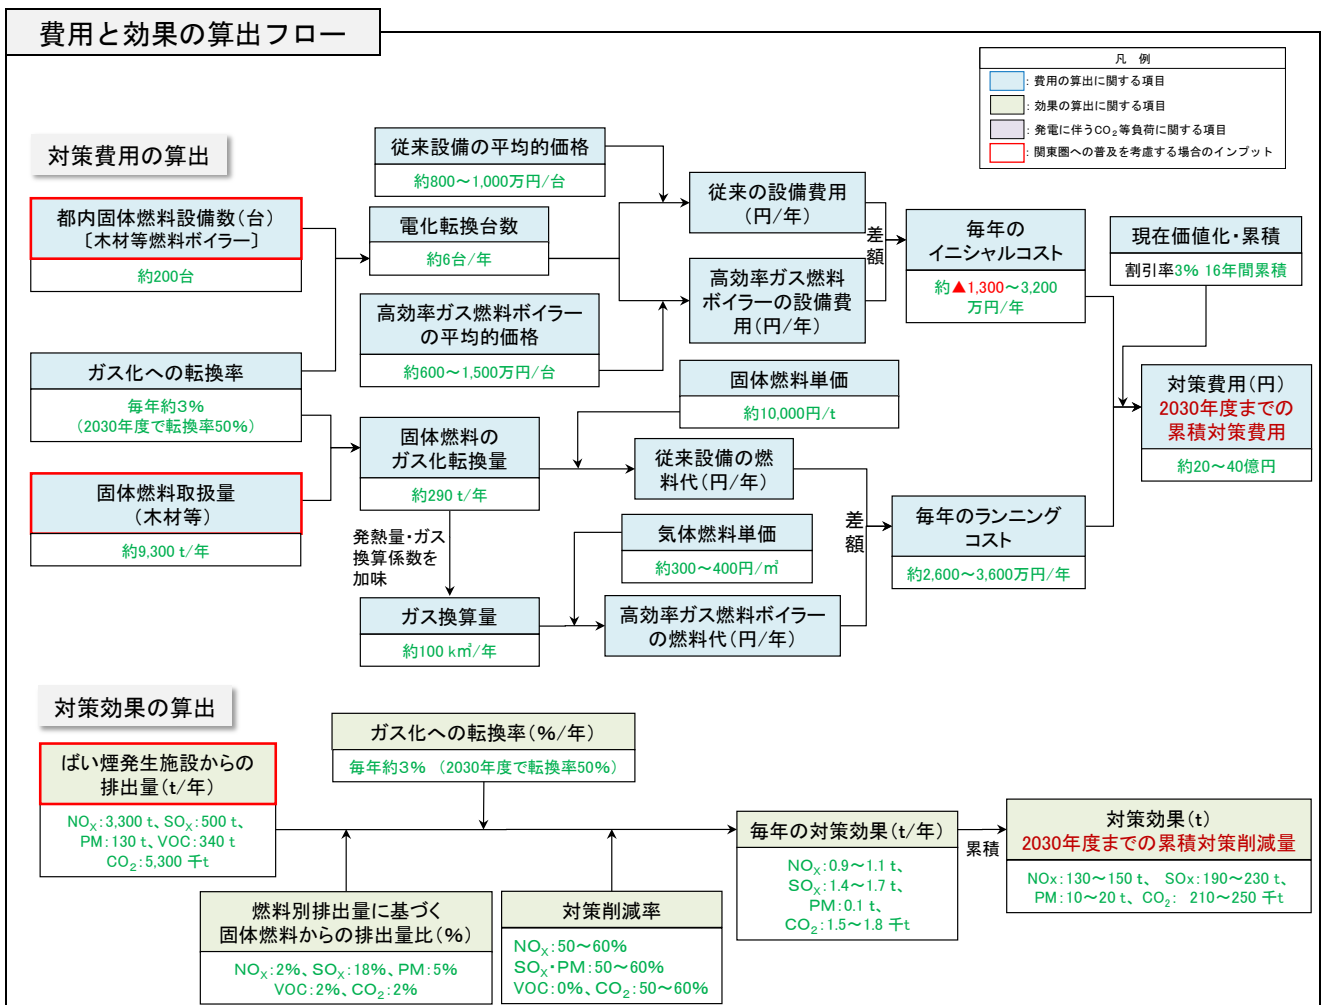 費用と効果の算出フロー
凡 例
：費用の算出に関する項目
：効果の算出に関する項目
：発電に伴うCO₂等負荷に関する項目
：関東圏への普及を考慮する場合のインプット
対策費用の算出
都内固体燃料設備数(台)
〔木材等燃料ボイラー〕
約200台
ガス化への転換率
毎年約3%
(2030年度で転換率50%)
固体燃料取扱量
(木材等)
約9,300 t/年
従来設備の平均的価格
約800～1,000万円/台
電化転換台数
約6台/年
高効率ガス燃料ボイラー
の平均的価格
約600～1,500万円/台
固体燃料の
ガス化転換量
約290 t/年
発熱量・ガス
換算係数を
加味
ガス換算量
約100 k㎥/年
従来の設備費用
(円/年)
高効率ガス燃料
ボイラーの設備費
用(円/年)
差
額
固体燃料単価
約10,000円/t
従来設備の燃
料代(円/年)
気体燃料単価
約300～400円/㎥
高効率ガス燃料ボイラー
の燃料代(円/年)
差
額
毎年の
イニシャルコスト
約▲1,300～3,200
万円/年
毎年のランニング
コスト
約2,600～3,600万円/年
現在価値化・累積
割引率3% 16年間累積
対策費用(円)
2030年度までの
累積対策費用
約20～40億円
対策効果の算出
ばい煙発生施設からの
排出量(t/年)
NOX:3,300 t、SOX:500 t、
PM:130 t、VOC:340 t
CO₂:5,300 千t
ガス化への転換率(%/年)
毎年約3% (2030年度で転換率50%)
燃料別排出量に基づく
固体燃料からの排出量比(%)
NOX:2%、SOX:18%、PM:5%
VOC:2%、CO₂:2%
対策削減率
NOX:50～60%
SOX・PM:50～60%
VOC:0%、CO₂:50～60%
毎年の対策効果(t/年)
NOX:0.9～1.1 t、
SOX:1.4～1.7 t、
PM:0.1 t、
CO₂:1.5～1.8 千t
累積
対策効果(t)
2030年度までの累積対策削減量
NOx:130～150 t、 SOx:190～230 t、
PM:10～20 t、CO₂: 210～250 千t